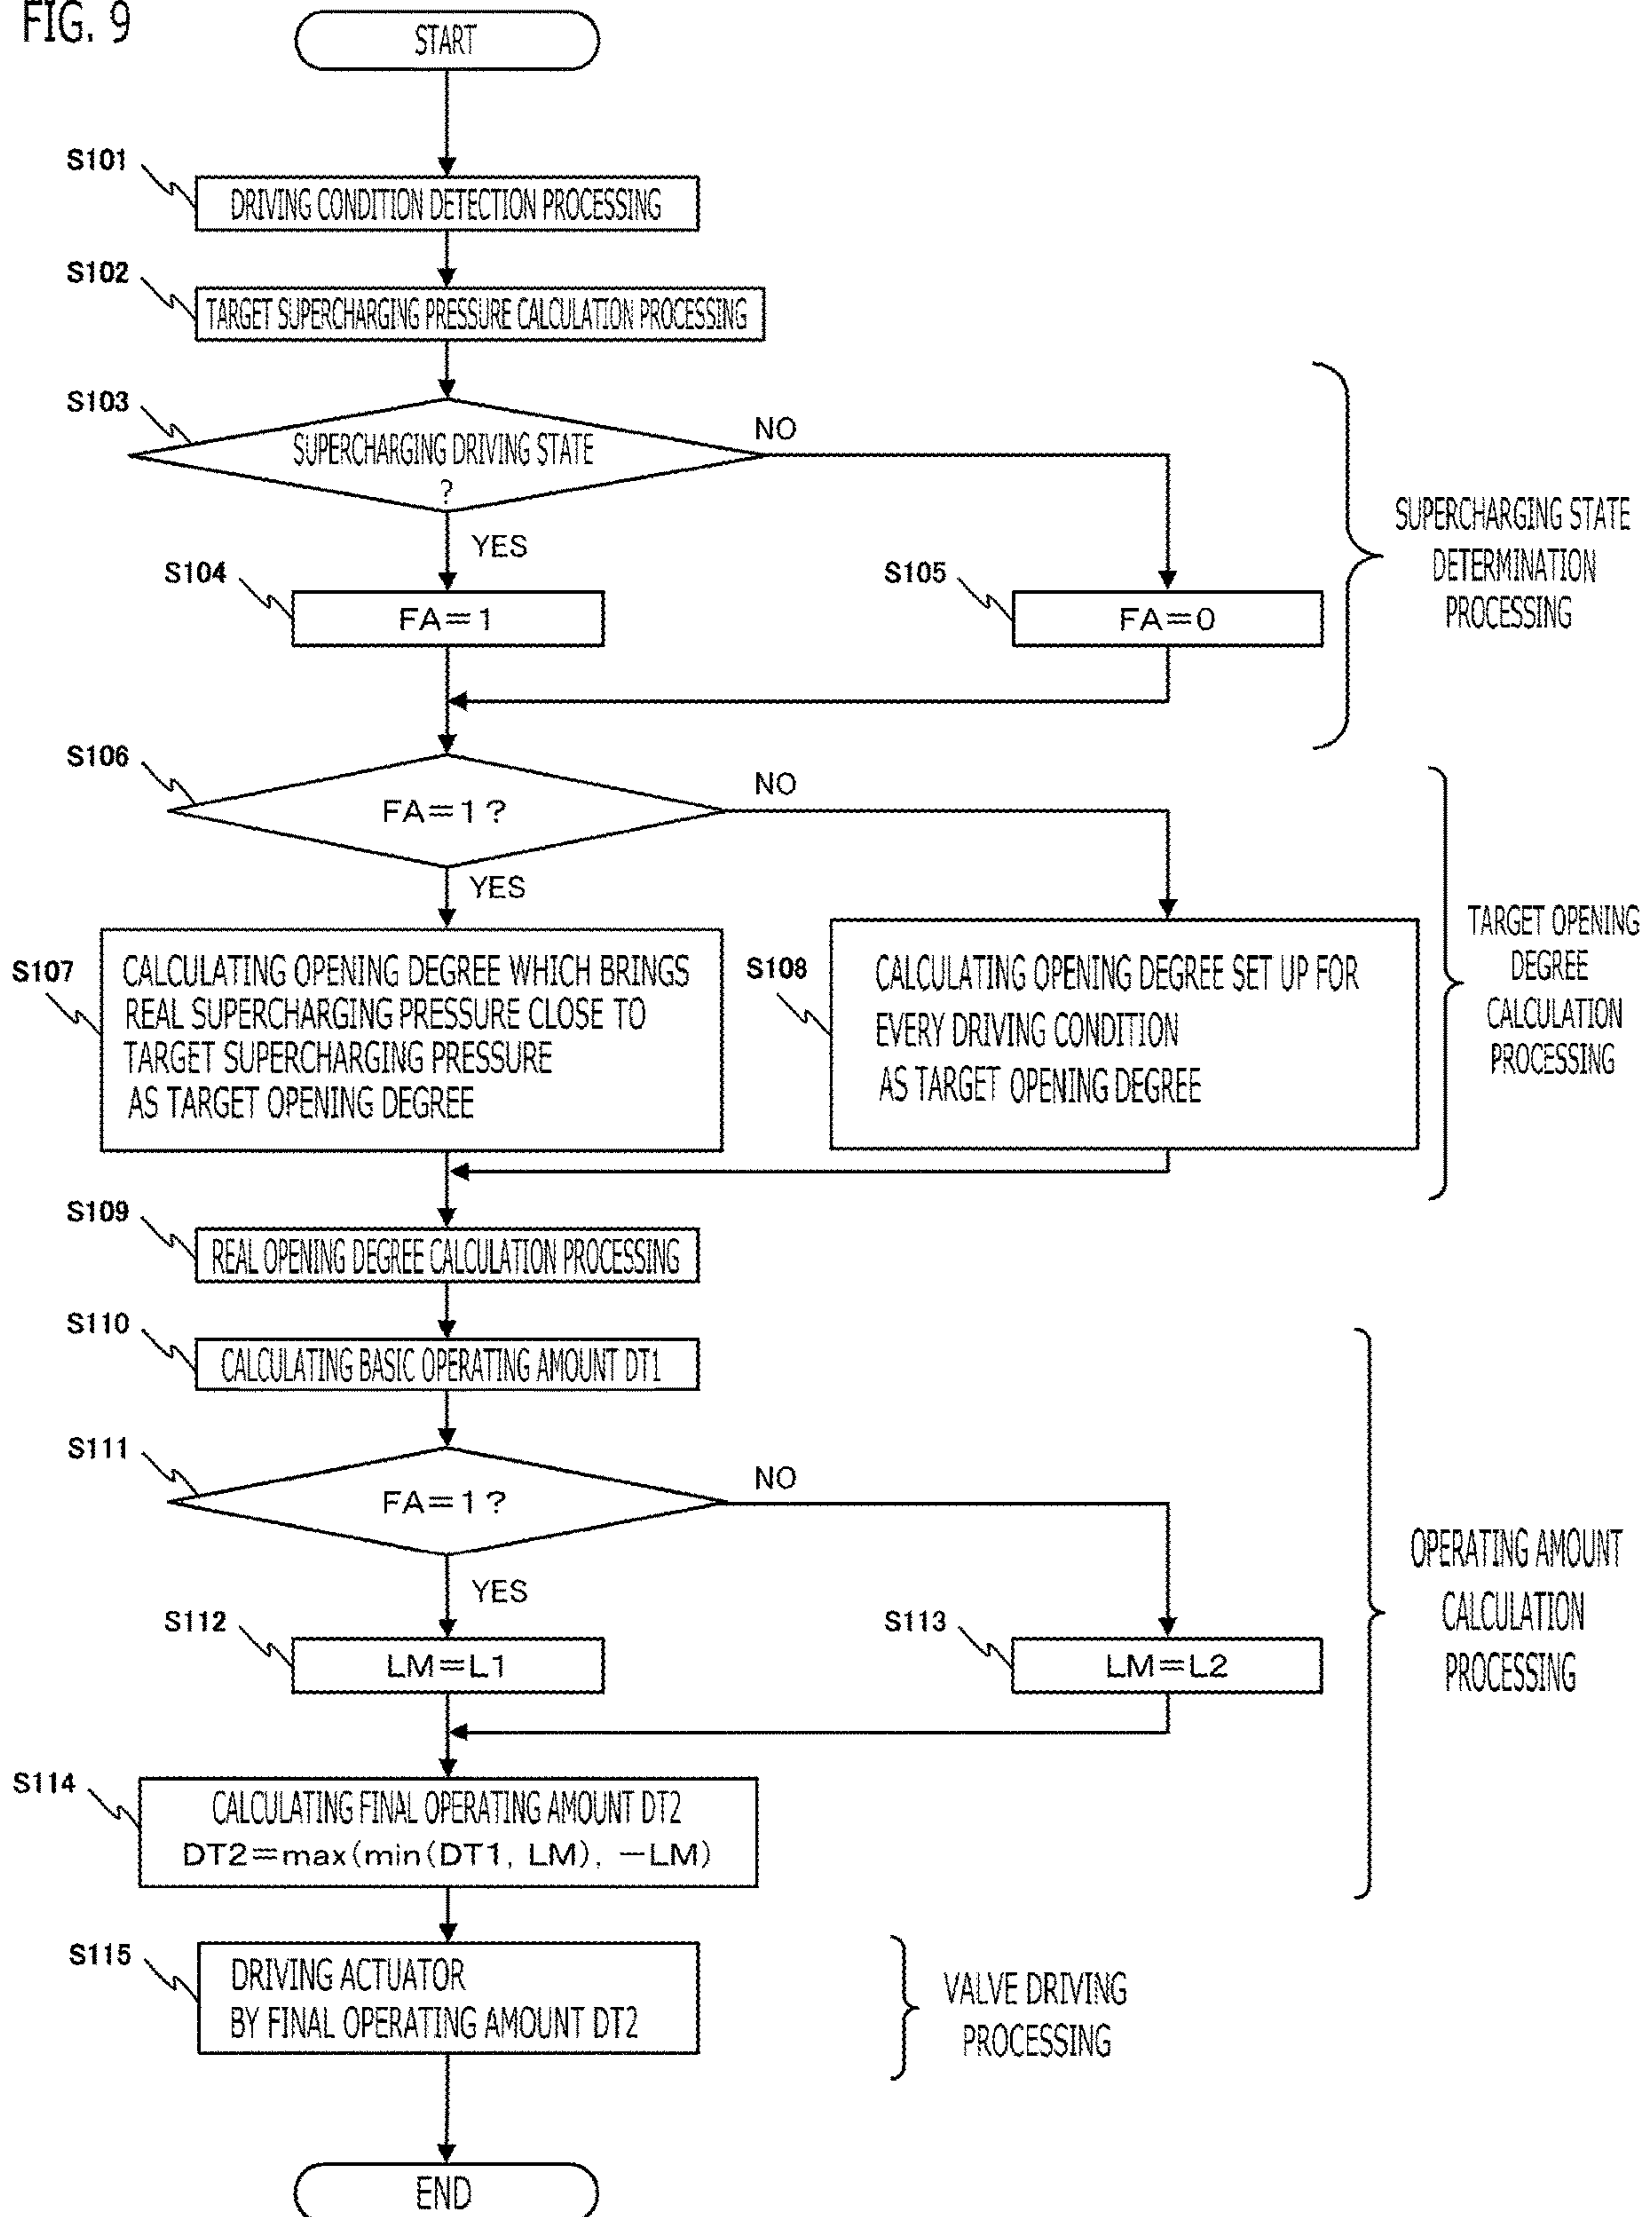 FIG. 9
START
S101
DRIVING CONDITION DETECTION PROCESSING
S102
TARGET SUPERCHARGING PRESSURE CALCULATION PROCESSING
S103
SUPERCHARGING DRIVING STATE
?
NO
YES
S104
FA=1
S105
FA=0
SUPERCHARGING STATE
DETERMINATION
PROCESSING
S106
FA=1?
NO
YES
S107
CALCULATING OPENING DEGREE WHICH BRINGS
REAL SUPERCHARGING PRESSURE CLOSE TO
TARGET SUPERCHARGING PRESSURE
AS TARGET OPENING DEGREE
S108
CALCULATING OPENING DEGREE SET UP FOR
EVERY DRIVING CONDITION
AS TARGET OPENING DEGREE
TARGET OPENING
DEGREE
CALCULATION
PROCESSING
S109
REAL OPENING DEGREE CALCULATION PROCESSING
S110
CALCULATING BASIC OPERATING AMOUNT DT1
S111
FA=1?
NO
YES
S112
LM=L1
S113
LM=L2
OPERATING AMOUNT
CALCULATION
PROCESSING
S114
CALCULATING FINAL OPERATING AMOUNT DT2
DT2=max(min(DT1, LM), −LM)
S115
DRIVING ACTUATOR
BY FINAL OPERATING AMOUNT DT2
VALVE DRIVING
PROCESSING
END